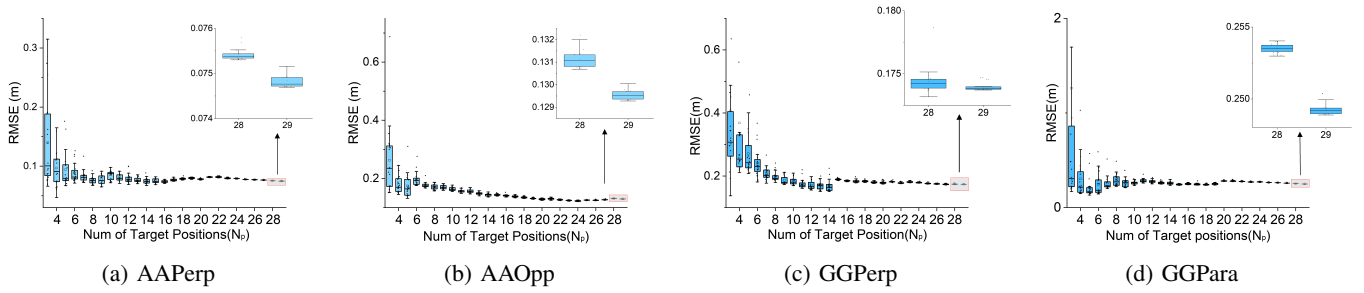 RMSE (m)
0.3
0.2
0.1
4 6 8 10 12 14 16 18 20 22 24 26 28
Num of Target Positions(Nₚ)
0.076
0.075
0.074
28 29
(a) AAPerp
RMSE (m)
0.6
0.4
0.2
4 6 8 10 12 14 16 18 20 22 24 26 28
Num of Target Positions(Nₚ)
0.132
0.131
0.130
0.129
28 29
(b) AAOpp
RMSE (m)
0.6
0.4
0.2
4 6 8 10 12 14 16 18 20 22 24 26 28
Num of Target Positions(Nₚ)
0.180
0.175
28 29
(c) GGPerp
RMSE(m)
2
0
4 6 8 10 12 14 16 18 20 22 24 26 28
Num of Target positions(Nₚ)
0.255
0.250
28 29
(d) GGPara